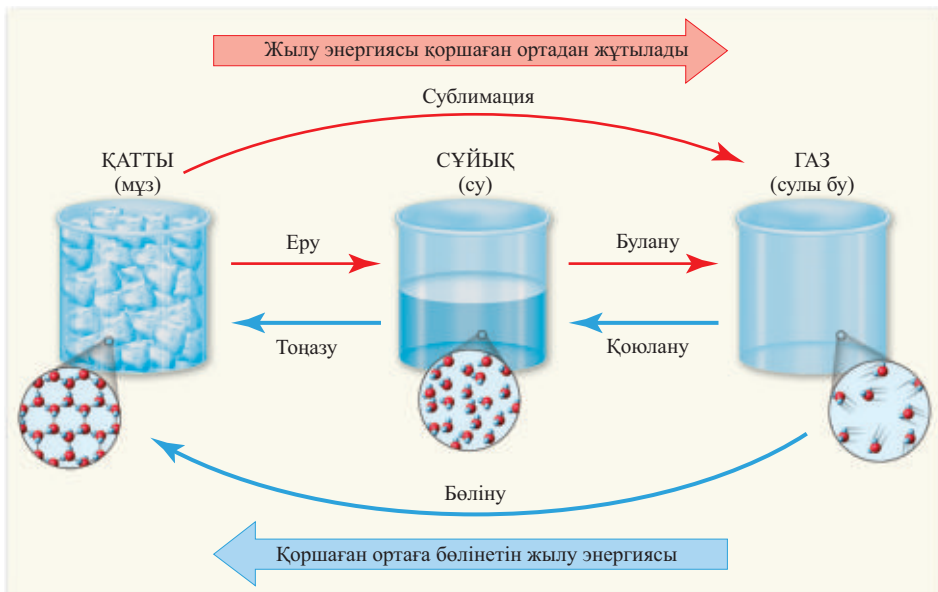 Жылу энергиясы қоршаған ортадан жұтылады
Сублимация
ҚАТТЫ
(мұз)
СҰЙЫҚ
(су)
ГАЗ
(сулы бу)
Еру
Булану
Тоңазу
Қоюлану
Бөліну
Қоршаған ортаға бөлінетін жылу энергиясы